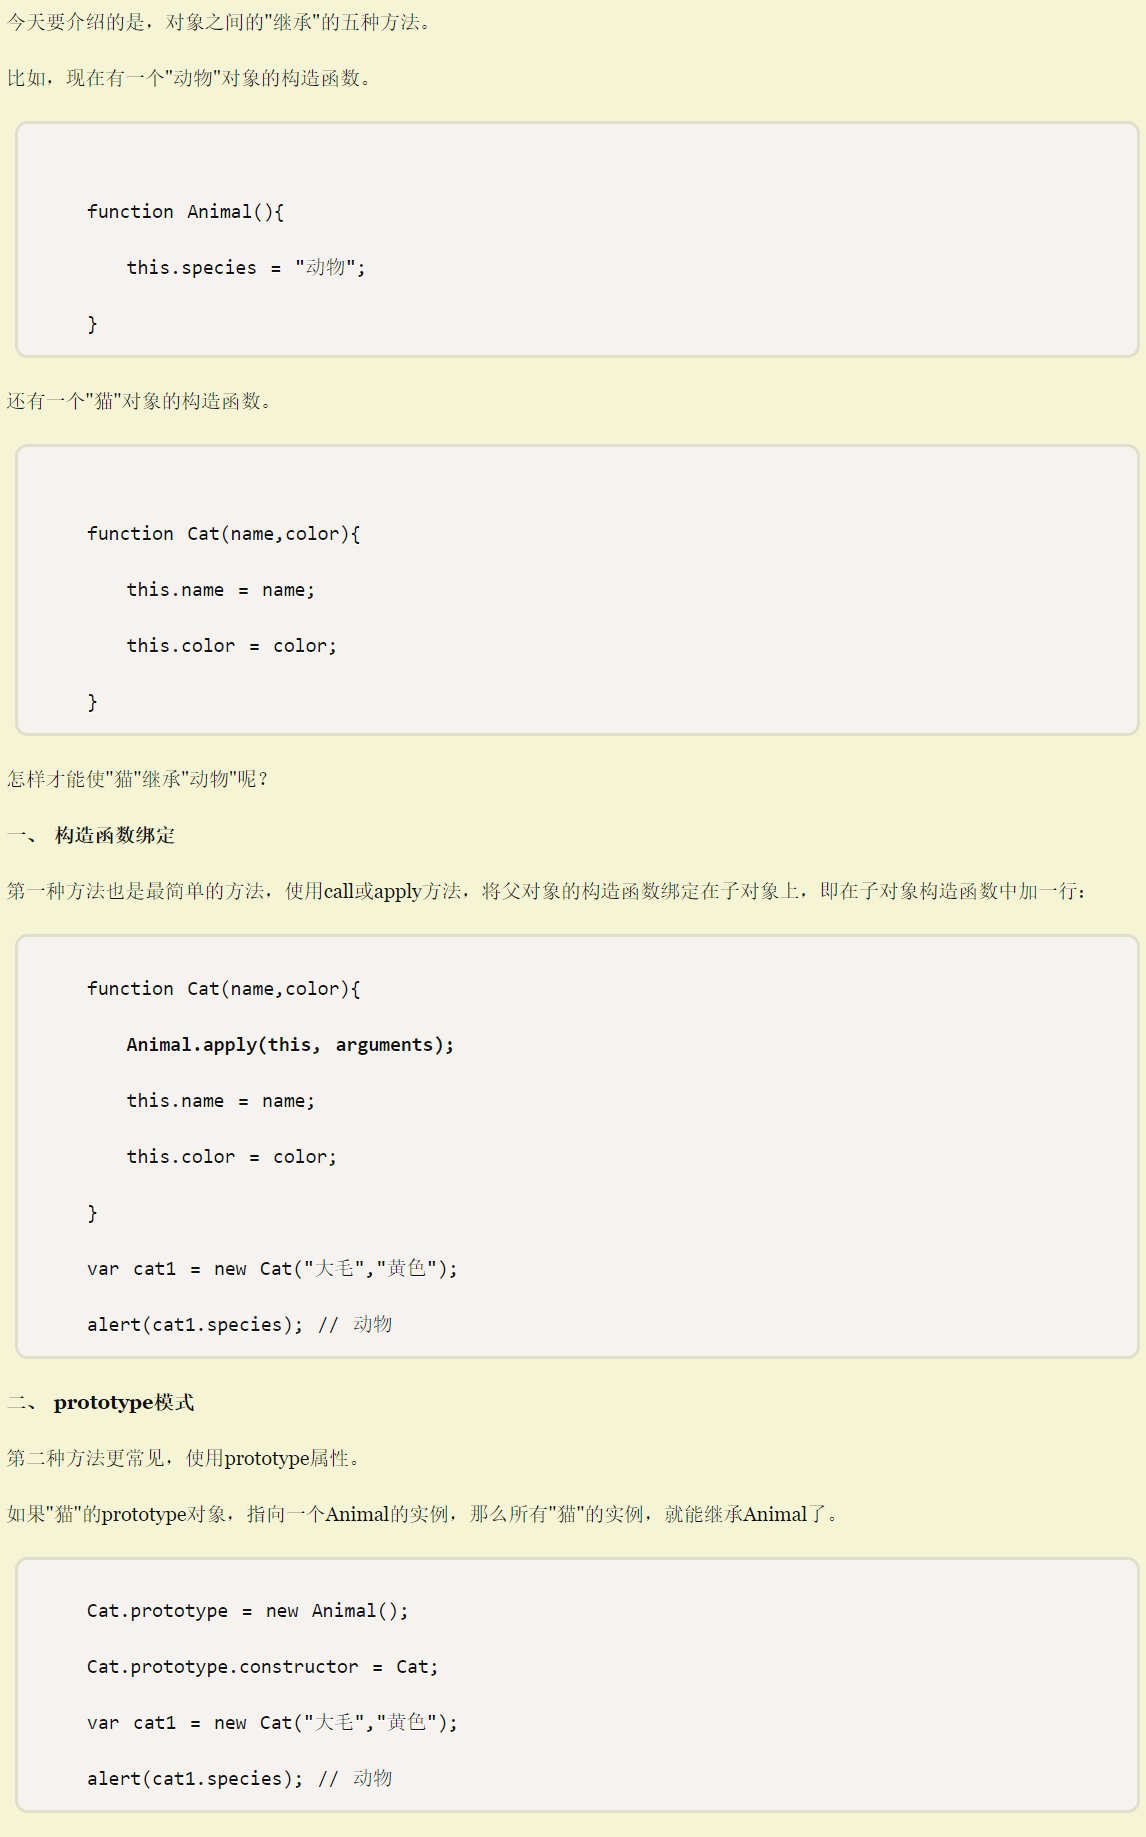 今天要介绍的是，对象之间的"继承"的五种方法。
比如，现在有一个"动物"对象的构造函数。
function Animal(){
this.species = "动物";
}
还有一个"猫"对象的构造函数。
function Cat(name,color){
this.name = name;
this.color = color;
}
怎样才能使"猫"继承"动物"呢？
一、 构造函数绑定
第一种方法也是最简单的方法，使用call或apply方法，将父对象的构造函数绑定在子对象上，即在子对象构造函数中加一行：
function Cat(name,color){
Animal.apply(this, arguments);
this.name = name;
this.color = color;
}
var cat1 = new Cat("大毛","黄色");
alert(cat1.species); // 动物
二、 prototype模式
第二种方法更常见，使用prototype属性。
如果"猫"的prototype对象，指向一个Animal的实例，那么所有"猫"的实例，就能继承Animal了。
Cat.prototype = new Animal();
Cat.prototype.constructor = Cat;
var cat1 = new Cat("大毛","黄色");
alert(cat1.species); // 动物